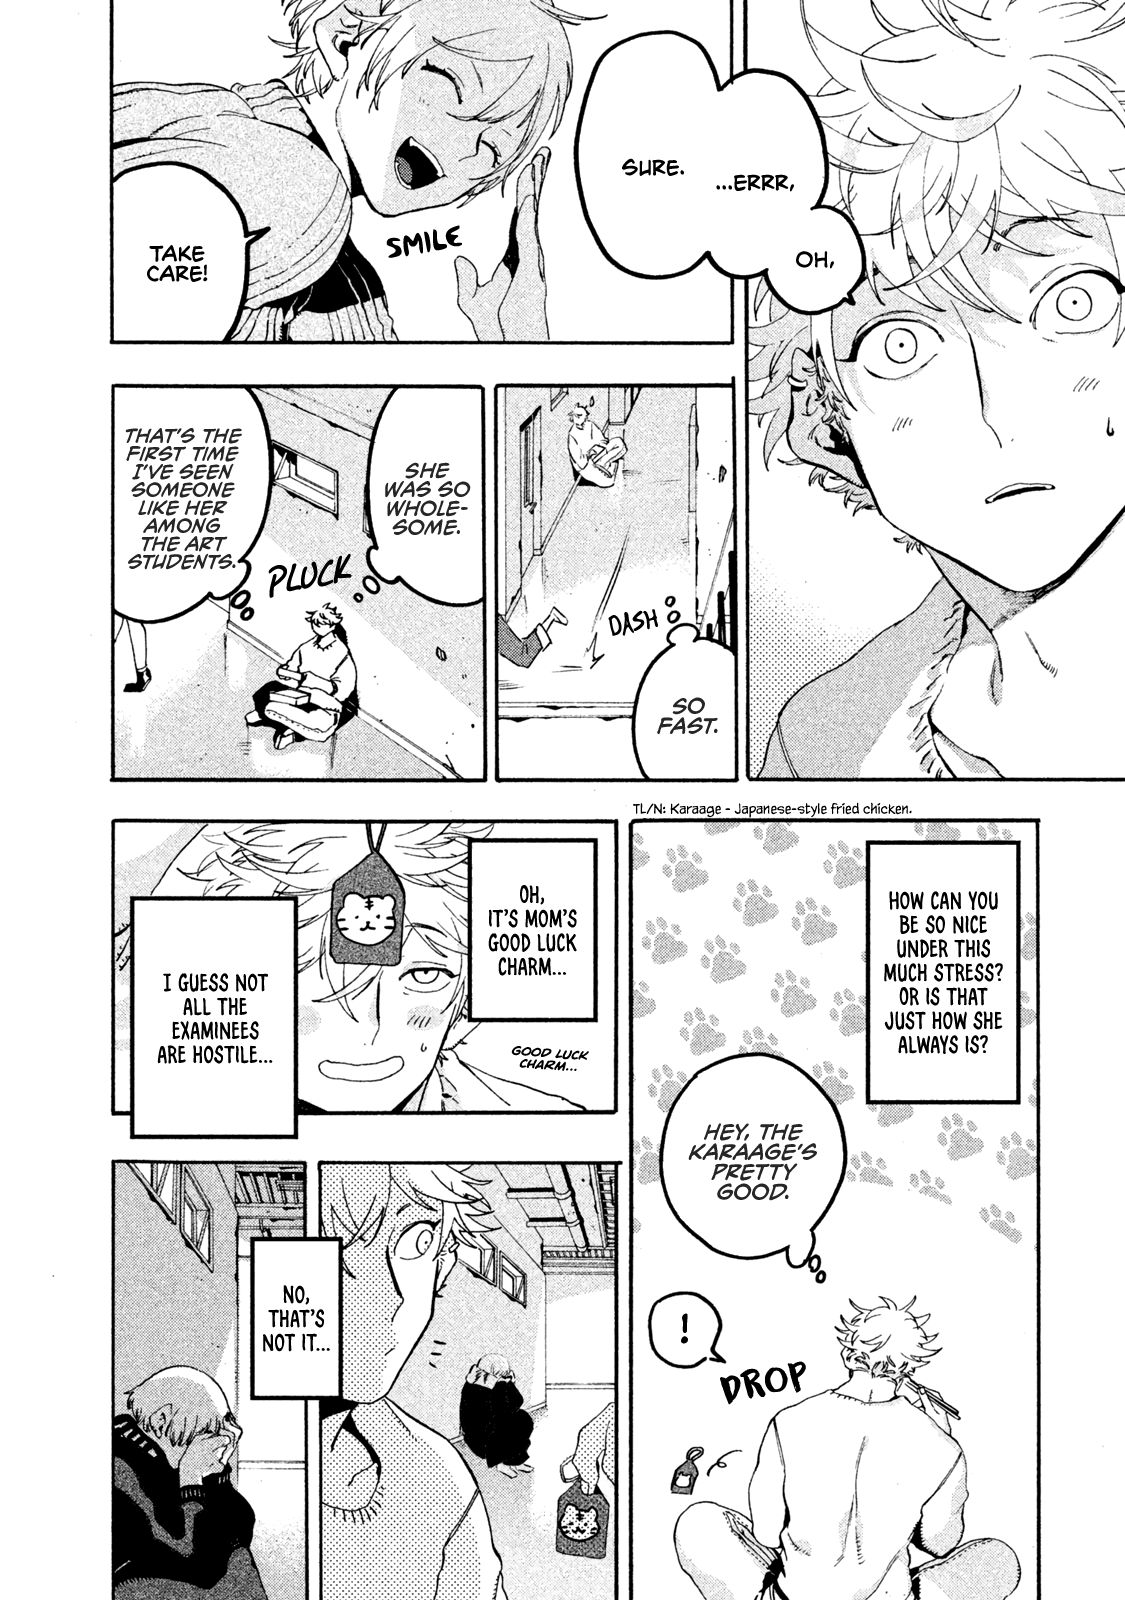 OH,
...ERRR,
SURE.
TAKE
CARE!
SMILE
SO
FAST.
DASH
SHE
WAS SO
WHOLE-
SOME.
PLUCK
THAT'S THE
FIRST TIME
I'VE SEEN
SOMEONE
LIKE HER
AMONG
THE ART
STUDENTS.
TL/N: Karaage - Japanese-style fried chicken.
HOW CAN YOU
BE SO NICE
UNDER THIS
MUCH STRESS?
OR IS THAT
JUST HOW SHE
ALWAYS IS?
HEY, THE
KARAAGE'S
PRETTY
GOOD.
!
DROP
OH,
IT'S MOM'S
GOOD LUCK
CHARM...
GOOD LUCK
CHARM...
I GUESS NOT
ALL THE
EXAMINEES
ARE HOSTILE...
NO,
THAT'S
NOT IT...